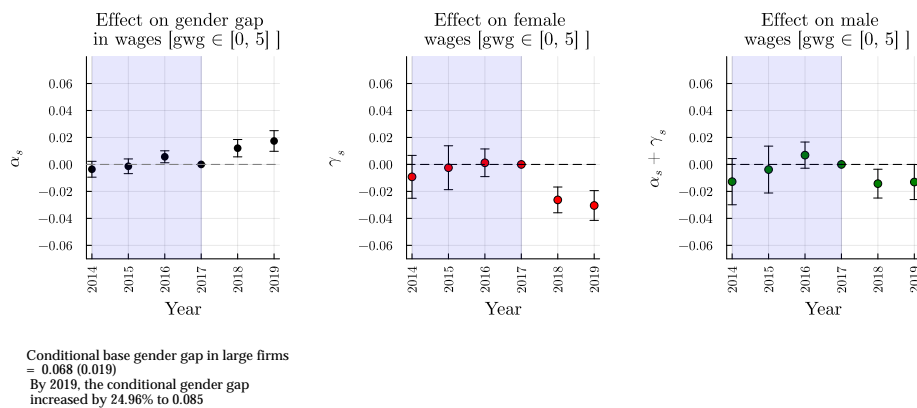 Effect on gender gap
in wages [gwg ∈ [0, 5] ]
0.06
0.04
0.02
0.00
−0.02
−0.04
−0.06
α_s
2014
2015
2016
2017
2018
2019
Year
Effect on female
wages [gwg ∈ [0, 5] ]
0.06
0.04
0.02
0.00
−0.02
−0.04
−0.06
γ_s
2014
2015
2016
2017
2018
2019
Year
Effect on male
wages [gwg ∈ [0, 5] ]
0.06
0.04
0.02
0.00
−0.02
−0.04
−0.06
α_s + γ_s
2014
2015
2016
2017
2018
2019
Year
Conditional base gender gap in large firms
= 0.068 (0.019)
By 2019, the conditional gender gap
increased by 24.96% to 0.085